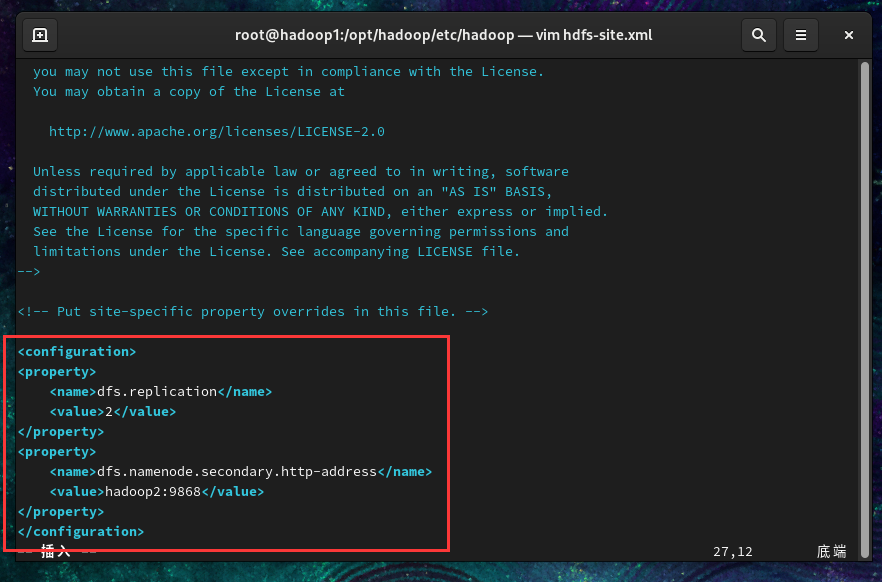 root@hadoop1:/opt/hadoop/etc/hadoop — vim hdfs-site.xml
you may not use this file except in compliance with the License.
You may obtain a copy of the License at
http://www.apache.org/licenses/LICENSE-2.0
Unless required by applicable law or agreed to in writing, software
distributed under the License is distributed on an "AS IS" BASIS,
WITHOUT WARRANTIES OR CONDITIONS OF ANY KIND, either express or implied.
See the License for the specific language governing permissions and
limitations under the License. See accompanying LICENSE file.
-->
<!-- Put site-specific property overrides in this file. -->
<configuration>
<property>
<name>dfs.replication</name>
<value>2</value>
</property>
<property>
<name>dfs.namenode.secondary.http-address</name>
<value>hadoop2:9868</value>
</property>
</configuration>
-- 插入 -- 27,12 底端